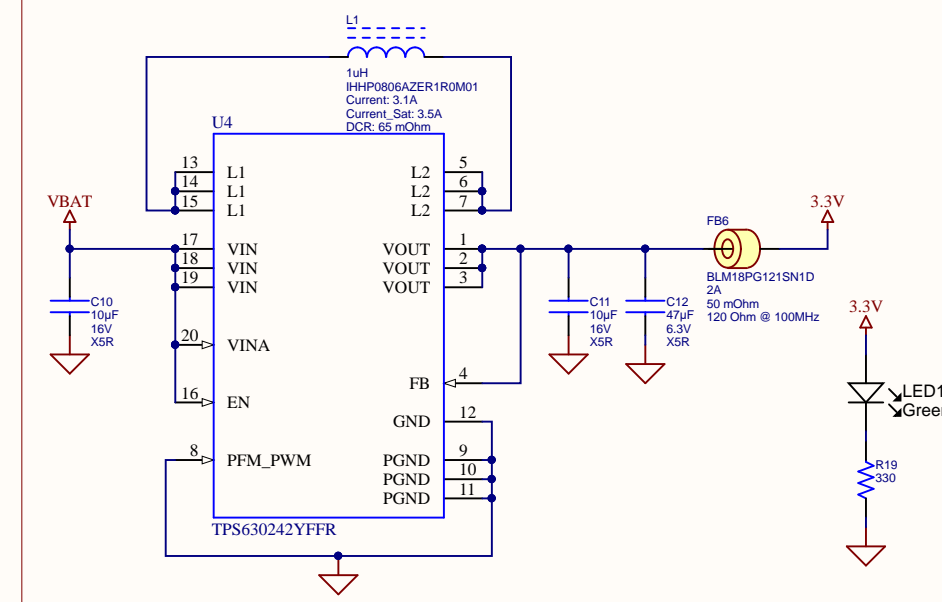 L1
1uH
IHHP0806AZER1R0M01
Current: 3.1A
Current_Sat: 3.5A
DCR: 65 mOhm
U4
13 L1 L2 5
14 L1 L2 6
15 L1 L2 7
VBAT
17 VIN VOUT 1
18 VIN VOUT 2
19 VIN VOUT 3
C10
10µF
16V
X5R
20 VINA
FB 4
16 EN
GND 12
8 PFM_PWM PGND 9
PGND 10
PGND 11
TPS630242YFFR
C11
10µF
16V
X5R
C12
47µF
6.3V
X5R
FB6
BLM18PG121SN1D
2A
50 mOhm
120 Ohm @ 100MHz
3.3V
3.3V
LED1
Green
R19
330